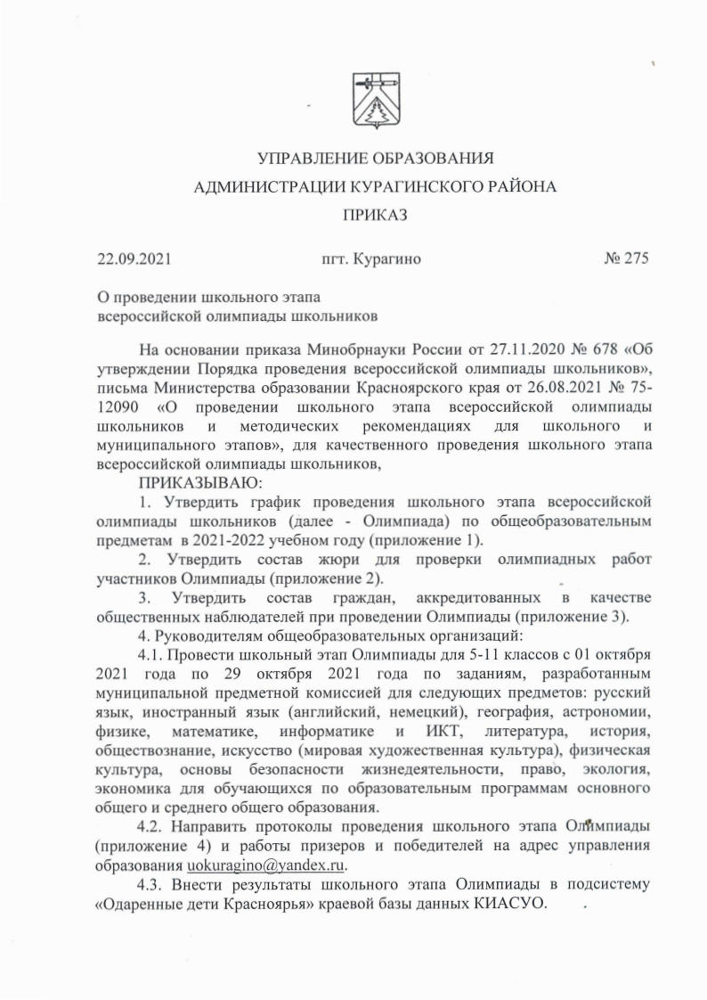 УПРАВЛЕНИЕ ОБРАЗОВАНИЯ
АДМИНИСТРАЦИИ КУРАГИНСКОГО РАЙОНА
ПРИКАЗ
22.09.2021 пгт. Курагино № 275
О проведении школьного этапа
всероссийской олимпиады школьников
На основании приказа Минобрнауки России от 27.11.2020 № 678 «Об
утверждении Порядка проведения всероссийской олимпиады школьников»,
письма Министерства образовании Красноярского края от 26.08.2021 № 75-
12090 «О проведении школьного этапа всероссийской олимпиады
школьников и методических рекомендациях для школьного и
муниципального этапов», для качественного проведения школьного этапа
всероссийской олимпиады школьников,
ПРИКАЗЫВАЮ:
1. Утвердить график проведения школьного этапа всероссийской
олимпиады школьников (далее - Олимпиада) по общеобразовательным
предметам в 2021-2022 учебном году (приложение 1).
2. Утвердить состав жюри для проверки олимпиадных работ
участников Олимпиады (приложение 2).
3. Утвердить состав граждан, аккредитованных в качестве
общественных наблюдателей при проведении Олимпиады (приложение 3).
4. Руководителям общеобразовательных организаций:
4.1. Провести школьный этап Олимпиады для 5-11 классов с 01 октября
2021 года по 29 октября 2021 года по заданиям, разработанным
муниципальной предметной комиссией для следующих предметов: русский
язык, иностранный язык (английский, немецкий), география, астрономии,
физике, математике, информатике и ИКТ, литература, история,
обществознание, искусство (мировая художественная культура), физическая
культура, основы безопасности жизнедеятельности, право, экология,
экономика для обучающихся по образовательным программам основного
общего и среднего общего образования.
4.2. Направить протоколы проведения школьного этапа Олимпиады
(приложение 4) и работы призеров и победителей на адрес управления
образования uokuragino@yandex.ru.
4.3. Внести результаты школьного этапа Олимпиады в подсистему
«Одаренные дети Красноярья» краевой базы данных КИАСУО.